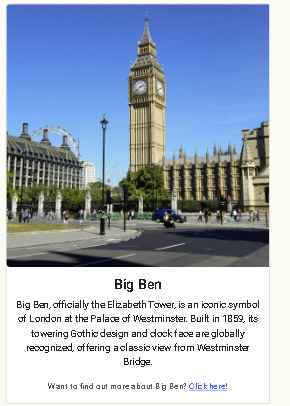 Big Ben
Big Ben, officially the Elizabeth Tower, is an iconic symbol
of London at the Palace of Westminster. Built in 1859, its
towering Gothic design and clock face are globally
recognized, offering a classic view from Westminster
Bridge.
Want to find out more about Big Ben? Click here!